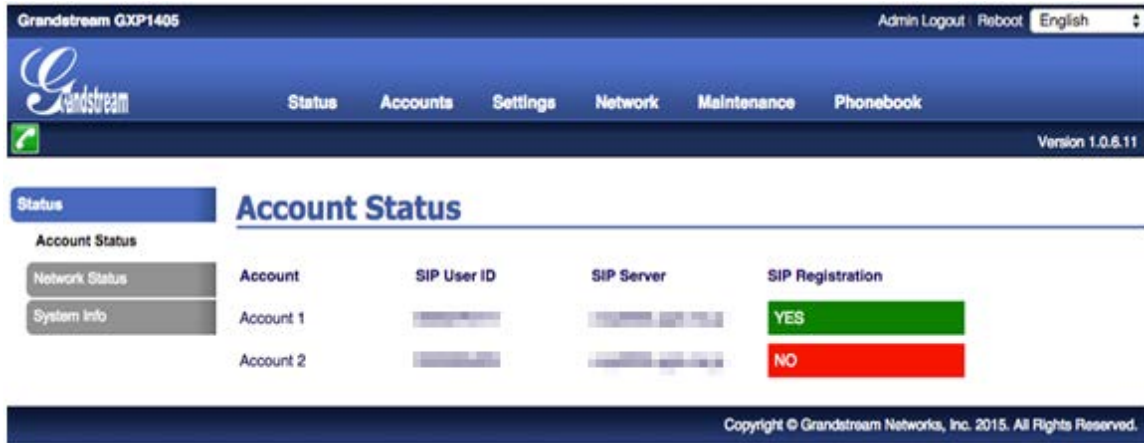 Grandstream GXP1405 Admin Logout | Reboot English
Grandstream
Status Accounts Settings Network Maintenance Phonebook
Version 1.0.6.11
Status
Account Status
Network Status
System Info
Account Status
Account SIP User ID SIP Server SIP Registration
Account 1 YES
Account 2 NO
Copyright © Grandstream Networks, Inc. 2015. All Rights Reserved.